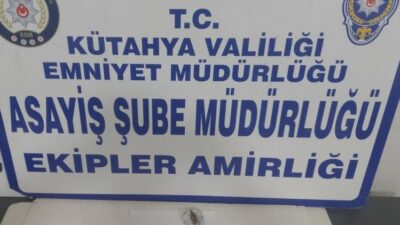 T.C.
KÜTAHYA VALİLİĞİ
EMNİYET MÜDÜRLÜĞÜ
ASAYİŞ ŞUBE MÜDÜRLÜĞÜ
EKİPLER AMİRLİĞİ